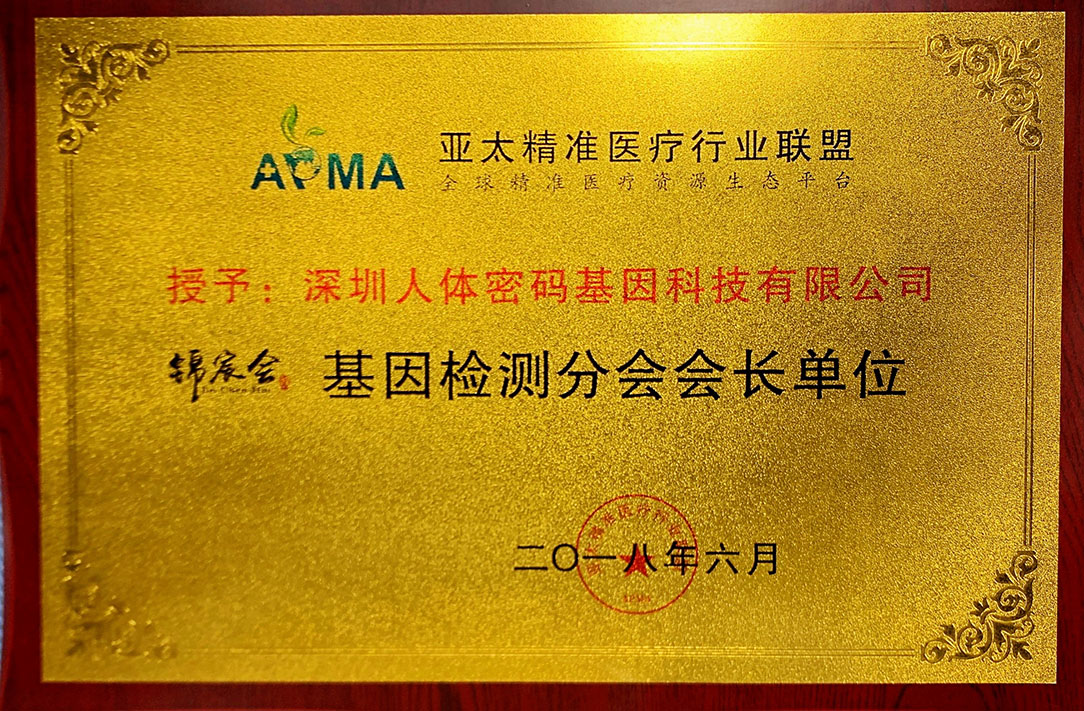 APMA 亚太精准医疗行业联盟
全球精准医疗资源生态平台
授予：深圳人体密码基因科技有限公司
锦宸会 基因检测分会会长单位
二〇一八年六月